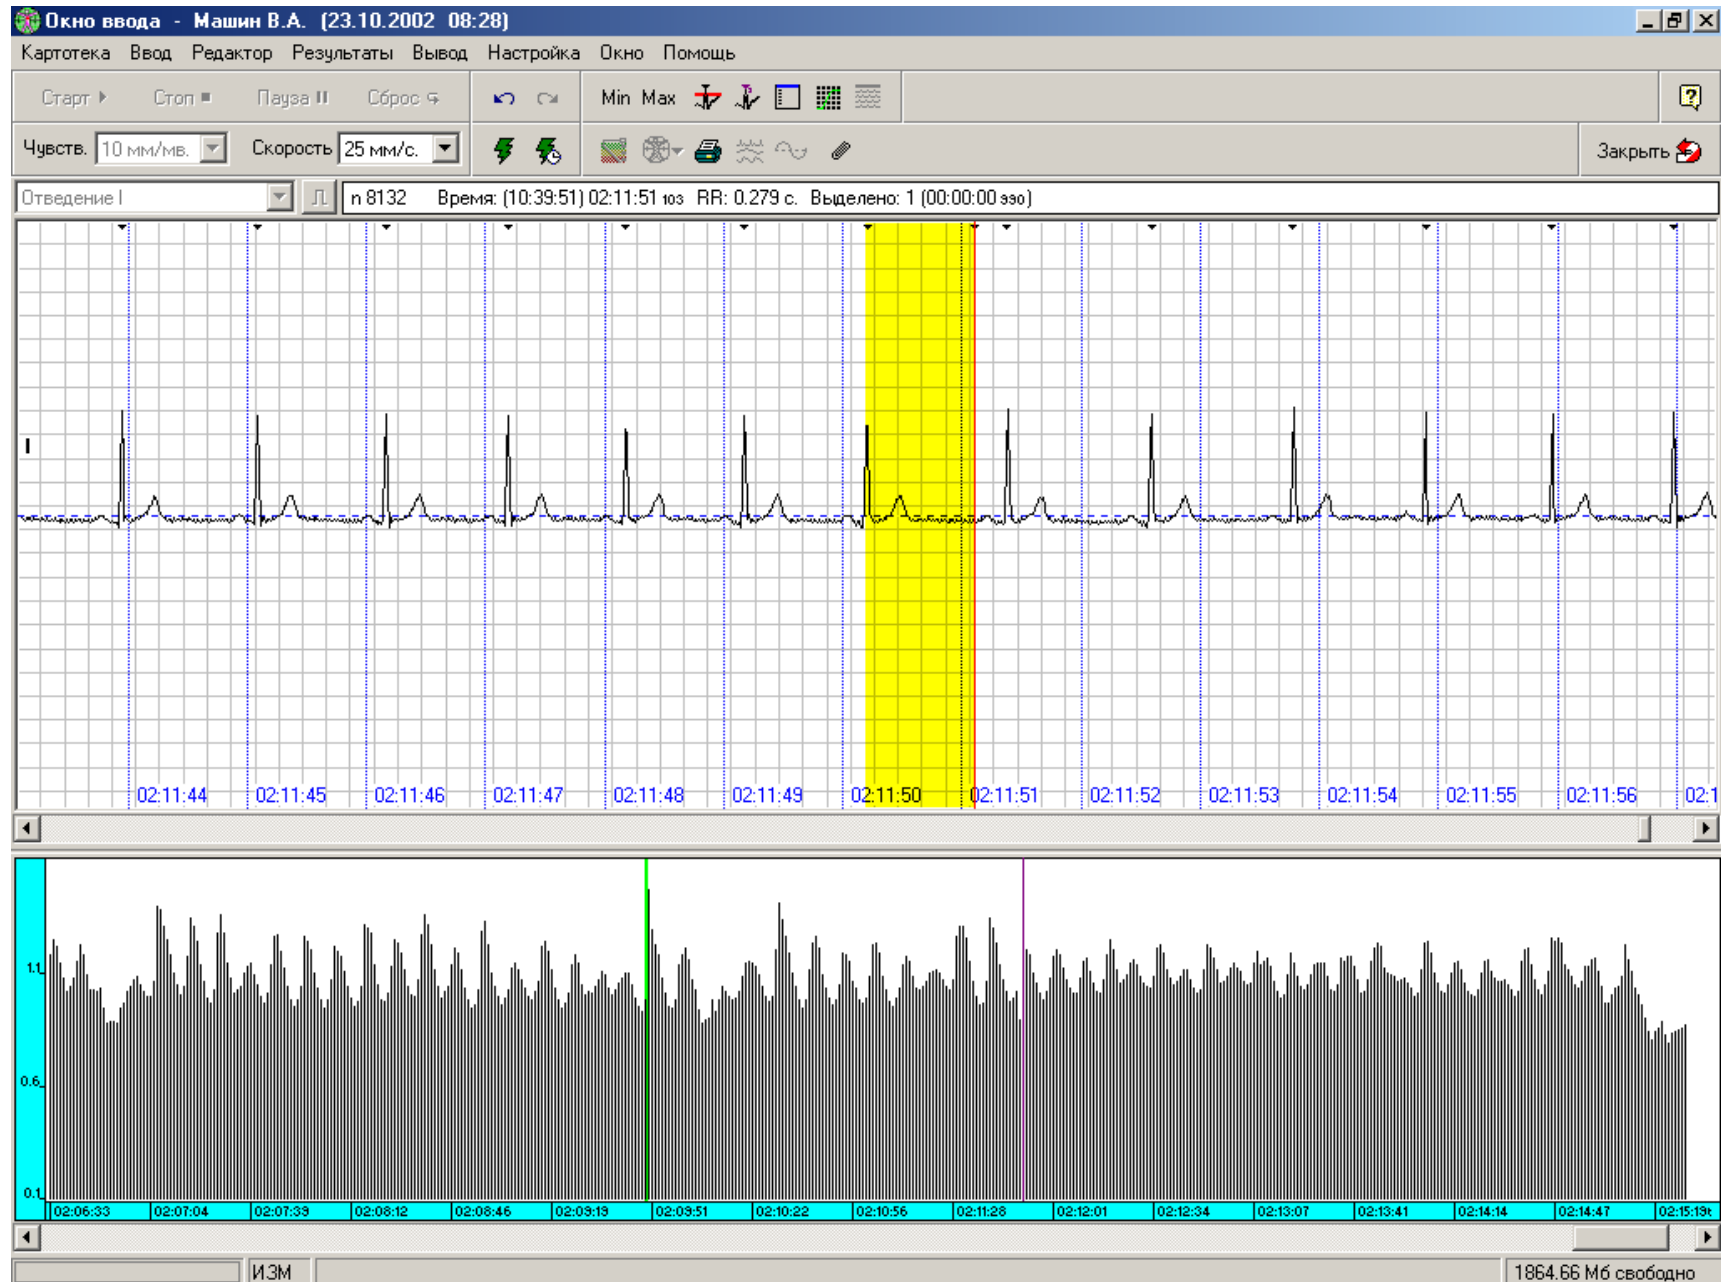 Окно ввода - Машин В.А. (23.10.2002 08:28)
Картотека Ввод Редактор Результаты Вывод Настройка Окно Помощь
Старт Стоп Пауза Сброс Min Max
Чувств. 10 мм/мв. Скорость 25 мм/с. Закрыть
Отведение I n 8132 Время: (10:39:51) 02:11:51 103 RR: 0.279 с. Выделено: 1 (00:00:00 990)
I
02:11:44 02:11:45 02:11:46 02:11:47 02:11:48 02:11:49 02:11:50 02:11:51 02:11:52 02:11:53 02:11:54 02:11:55 02:11:56 02:1
1.1
0.6
0.1
02:06:33 02:07:04 02:07:39 02:08:12 02:08:46 02:09:19 02:09:51 02:10:22 02:10:56 02:11:28 02:12:01 02:12:34 02:13:07 02:13:41 02:14:14 02:14:47 02:15:19
ИЗМ 1864.66 Мб свободно